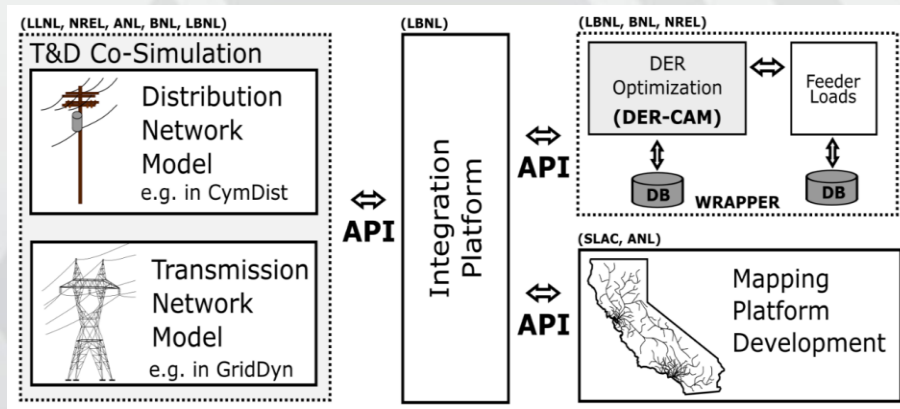 (LLNL, NREL, ANL, BNL, LBNL)
T&D Co-Simulation
Distribution
Network
Model
e.g. in CymDist
Transmission
Network
Model
e.g. in GridDyn
API
(LBNL)
Integration
Platform
API
API
(LBNL, BNL, NREL)
DER
Optimization
(DER-CAM)
Feeder
Loads
DB
DB
WRAPPER
(SLAC, ANL)
Mapping
Platform
Development